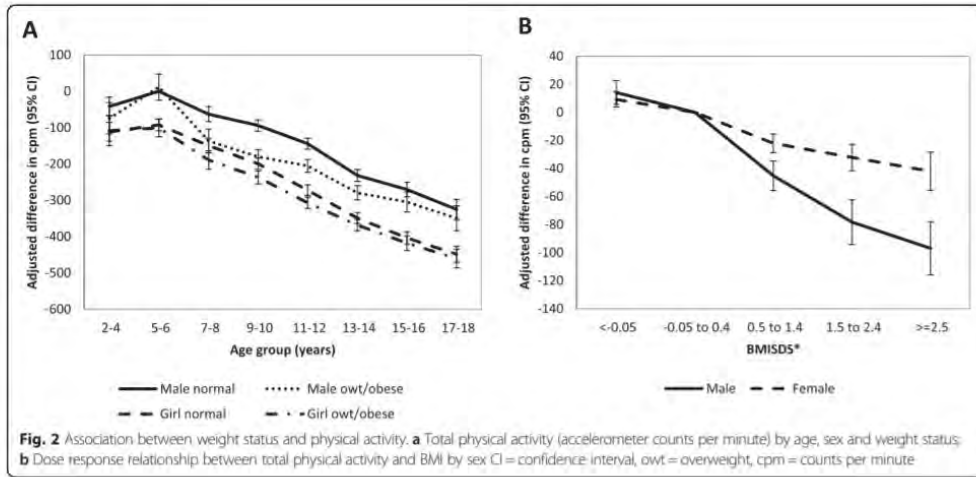 A
B
Adjusted difference in cpm (95% CI)
100
0
-100
-200
-300
-400
-500
-600
2-4 5-6 7-8 9-10 11-12 13-14 15-16 17-18
Age group (years)
Male normal Male owt/obese
Girl normal Girl owt/obese
Adjusted difference in cpm (95% CI)
40
20
0
-20
-40
-60
-80
-100
-120
-140
<-0.05 -0.05 to 0.4 0.5 to 1.4 1.5 to 2.4 >=2.5
BMISDS*
Male Female
Fig. 2 Association between weight status and physical activity. a Total physical activity (accelerometer counts per minute) by age, sex and weight status;
b Dose response relationship between total physical activity and BMI by sex CI = confidence interval, owt = overweight, cpm = counts per minute